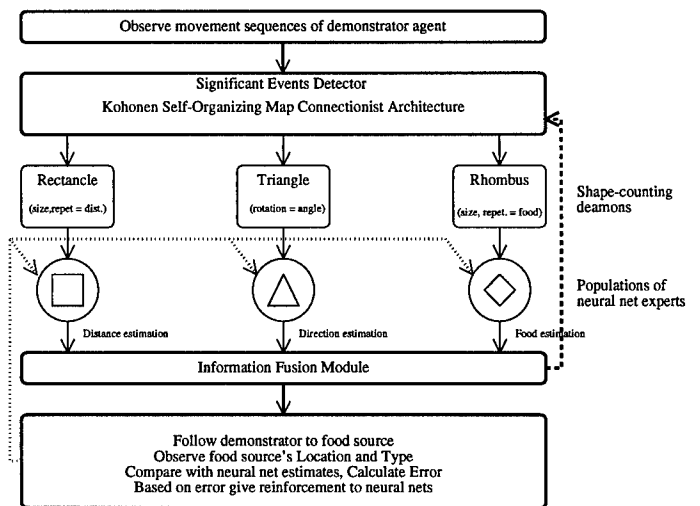 Observe movement sequences of demonstrator agent
Significant Events Detector
Kohonen Self-Organizing Map Connectionist Architecture
Rectancle
(size,repet = dist.)
Triangle
(rotation = angle)
Rhombus
(size, repet. = food)
Shape-counting
deamons
Populations of
neural net experts
Distance estimation
Direction estimation
Food estimation
Information Fusion Module
Follow demonstrator to food source
Observe food source's Location and Type
Compare with neural net estimates, Calculate Error
Based on error give reinforcement to neural nets